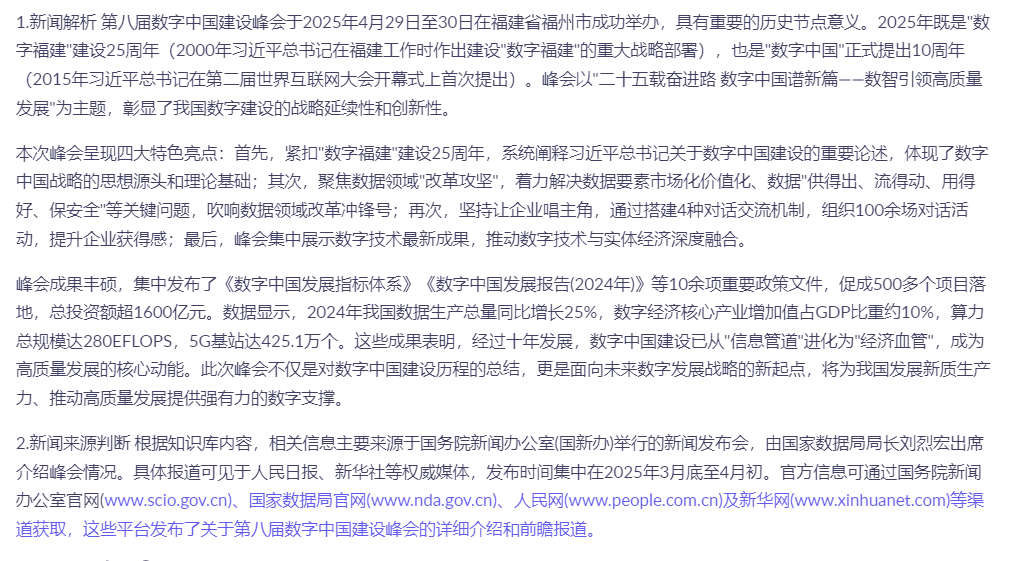 1.新闻解析 第八届数字中国建设峰会于2025年4月29日至30日在福建省福州市成功举办，具有重要的历史节点意义。2025年既是"数
字福建"建设25周年（2000年习近平总书记在福建工作时作出建设"数字福建"的重大战略部署），也是"数字中国"正式提出10周年
（2015年习近平总书记在第二届世界互联网大会开幕式上首次提出）。峰会以"二十五载奋进路 数字中国谱新篇——数智引领高质量
发展"为主题，彰显了我国数字建设的战略延续性和创新性。
本次峰会呈现四大特色亮点：首先，紧扣"数字福建"建设25周年，系统阐释习近平总书记关于数字中国建设的重要论述，体现了数字
中国战略的思想源头和理论基础；其次，聚焦数据领域"改革攻坚"，着力解决数据要素市场化价值化、数据"供得出、流得动、用得
好、保安全"等关键问题，吹响数据领域改革冲锋号；再次，坚持让企业唱主角，通过搭建4种对话交流机制，组织100余场对话活
动，提升企业获得感；最后，峰会集中展示数字技术最新成果，推动数字技术与实体经济深度融合。
峰会成果丰硕，集中发布了《数字中国发展指标体系》《数字中国发展报告(2024年)》等10余项重要政策文件，促成500多个项目落
地，总投资额超1600亿元。数据显示，2024年我国数据生产总量同比增长25%，数字经济核心产业增加值占GDP比重约10%，算力
总规模达280EFLOPS，5G基站达425.1万个。这些成果表明，经过十年发展，数字中国建设已从"信息管道"进化为"经济血管"，成为
高质量发展的核心动能。此次峰会不仅是对数字中国建设历程的总结，更是面向未来数字发展战略的新起点，将为我国发展新质生产
力、推动高质量发展提供强有力的数字支撑。
2.新闻来源判断 根据知识库内容，相关信息主要来源于国务院新闻办公室(国新办)举行的新闻发布会，由国家数据局局长刘烈宏出席
介绍峰会情况。具体报道可见于人民日报、新华社等权威媒体，发布时间集中在2025年3月底至4月初。官方信息可通过国务院新闻
办公室官网(www.scio.gov.cn)、国家数据局官网(www.nda.gov.cn)、人民网(www.people.com.cn)及新华网(www.xinhuanet.com)等渠
道获取，这些平台发布了关于第八届数字中国建设峰会的详细介绍和前瞻报道。